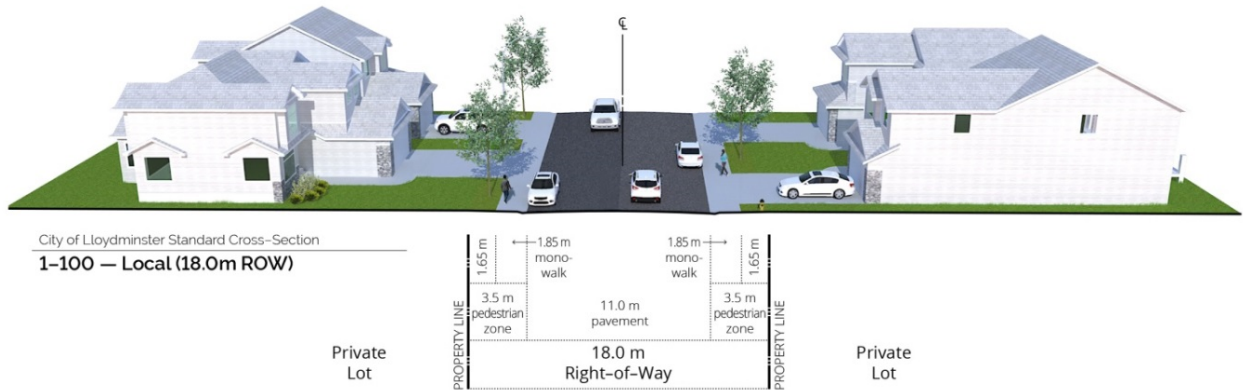 ℄
City of Lloydminster Standard Cross-Section
1-100 — Local (18.0m ROW)
PROPERTY LINE
1.65 m
1.85 m
mono-
walk
1.85 m
mono-
walk
1.65 m
3.5 m
pedestrian
zone
11.0 m
pavement
3.5 m
pedestrian
zone
PROPERTY LINE
Private
Lot
18.0 m
Right-of-Way
Private
Lot